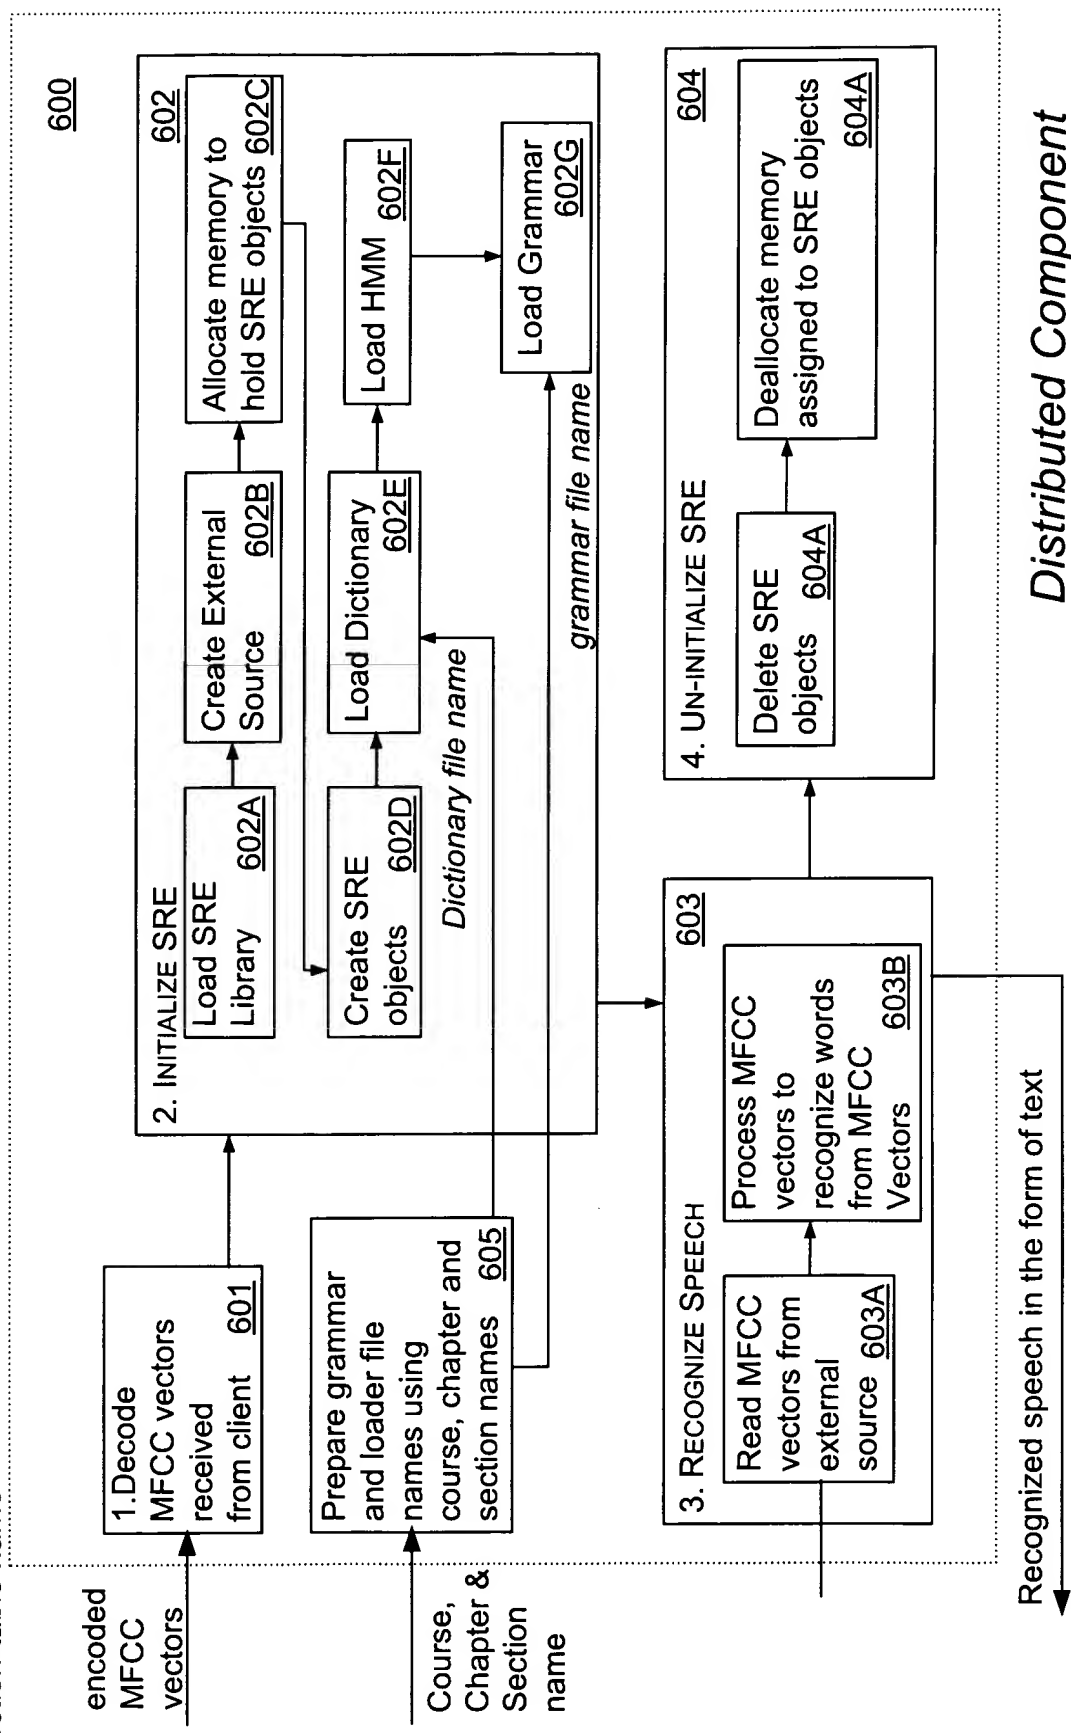 600
encoded
MFCC
vectors
1.Decode
MFCC vectors
received
from client 601
Course,
Chapter &
Section
name
Prepare grammar
and loader file
names using
course, chapter and
section names 605
2. INITIALIZE SRE
602
Load SRE
Library 602A
Create External
Source 602B
Allocate memory to
hold SRE objects 602C
Create SRE
objects 602D
Load Dictionary
602E
Load HMM
602F
Dictionary file name
Load Grammar
602G
grammar file name
3. RECOGNIZE SPEECH
603
Read MFCC
vectors from
external
source 603A
Process MFCC
vectors to
recognize words
from MFCC
Vectors 603B
4. UN-INITIALIZE SRE
604
Delete SRE
objects 604A
Deallocate memory
assigned to SRE objects
604A
Recognized speech in the form of text
Distributed Component